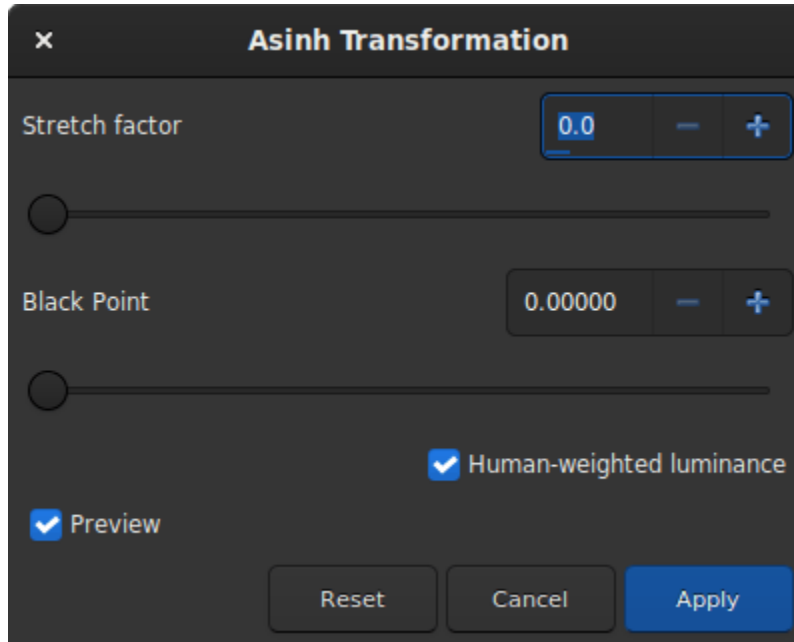 Asinh Transformation
Stretch factor 0.0
Black Point 0.00000
Human-weighted luminance
Preview
Reset Cancel Apply